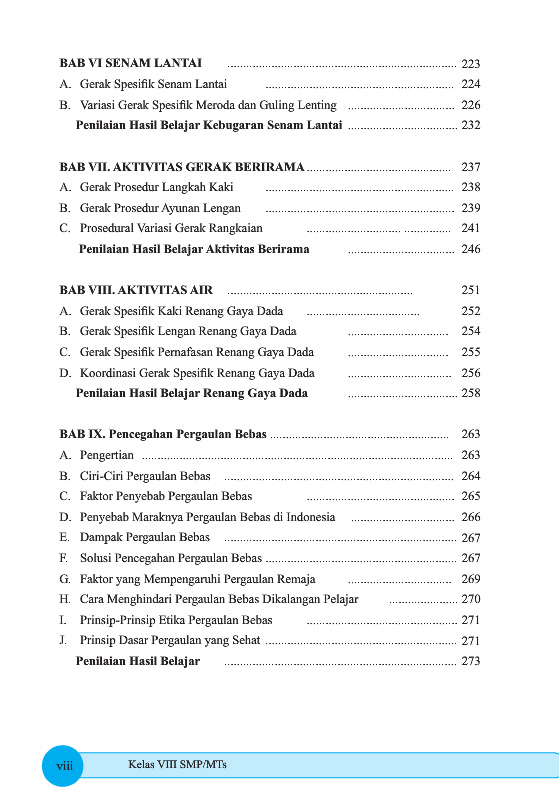 BAB VI SENAM LANTAI ........................................................................... 223
A. Gerak Spesifik Senam Lantai ............................................................. 224
B. Variasi Gerak Spesifik Meroda dan Guling Lenting .................................. 226
Penilaian Hasil Belajar Kebugaran Senam Lantai ................................... 232
BAB VII. AKTIVITAS GERAK BERIRAMA .............................................. 237
A. Gerak Prosedur Langkah Kaki ............................................................. 238
B. Gerak Prosedur Ayunan Lengan ............................................................. 239
C. Prosedural Variasi Gerak Rangkaian .............................. ............... 241
Penilaian Hasil Belajar Aktivitas Berirama .................................. 246
BAB VIII. AKTIVITAS AIR ............................................................ 251
A. Gerak Spesifik Kaki Renang Gaya Dada .................................... 252
B. Gerak Spesifik Lengan Renang Gaya Dada ................................ 254
C. Gerak Spesifik Pernafasan Renang Gaya Dada ................................ 255
D. Koordinasi Gerak Spesifik Renang Gaya Dada ................................. 256
Penilaian Hasil Belajar Renang Gaya Dada ................................... 258
BAB IX. Pencegahan Pergaulan Bebas ......................................................... 263
A. Pengertian .................................................................................................... 263
B. Ciri-Ciri Pergaulan Bebas .......................................................................... 264
C. Faktor Penyebab Pergaulan Bebas ............................................... 265
D. Penyebab Maraknya Pergaulan Bebas di Indonesia ................................. 266
E. Dampak Pergaulan Bebas ........................................................................... 267
F. Solusi Pencegahan Pergaulan Bebas ............................................................. 267
G. Faktor yang Mempengaruhi Pergaulan Remaja ................................. 269
H. Cara Menghindari Pergaulan Bebas Dikalangan Pelajar ...................... 270
I. Prinsip-Prinsip Etika Pergaulan Bebas ................................................ 271
J. Prinsip Dasar Pergaulan yang Sehat ............................................................. 271
Penilaian Hasil Belajar ........................................................................... 273
viii Kelas VIII SMP/MTs